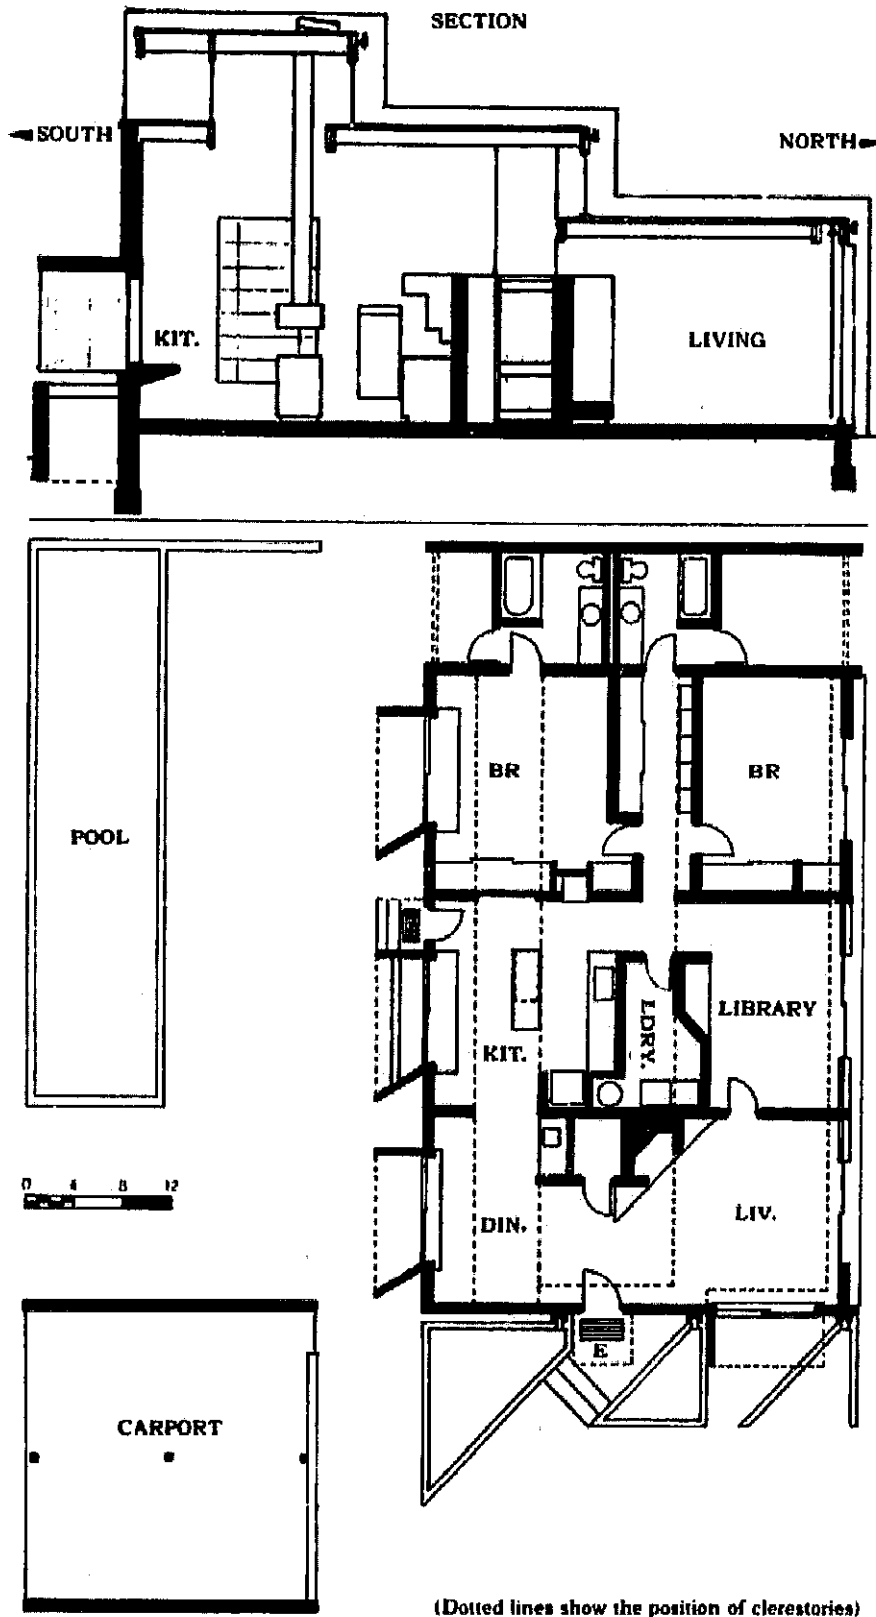 SECTION
SOUTH
NORTH
KIT.
LIVING
POOL
BR
BR
LIBRARY
LDRY.
KIT.
0 4 8 12
DIN.
LIV.
E
CARPORT
(Dotted lines show the position of clerestories)